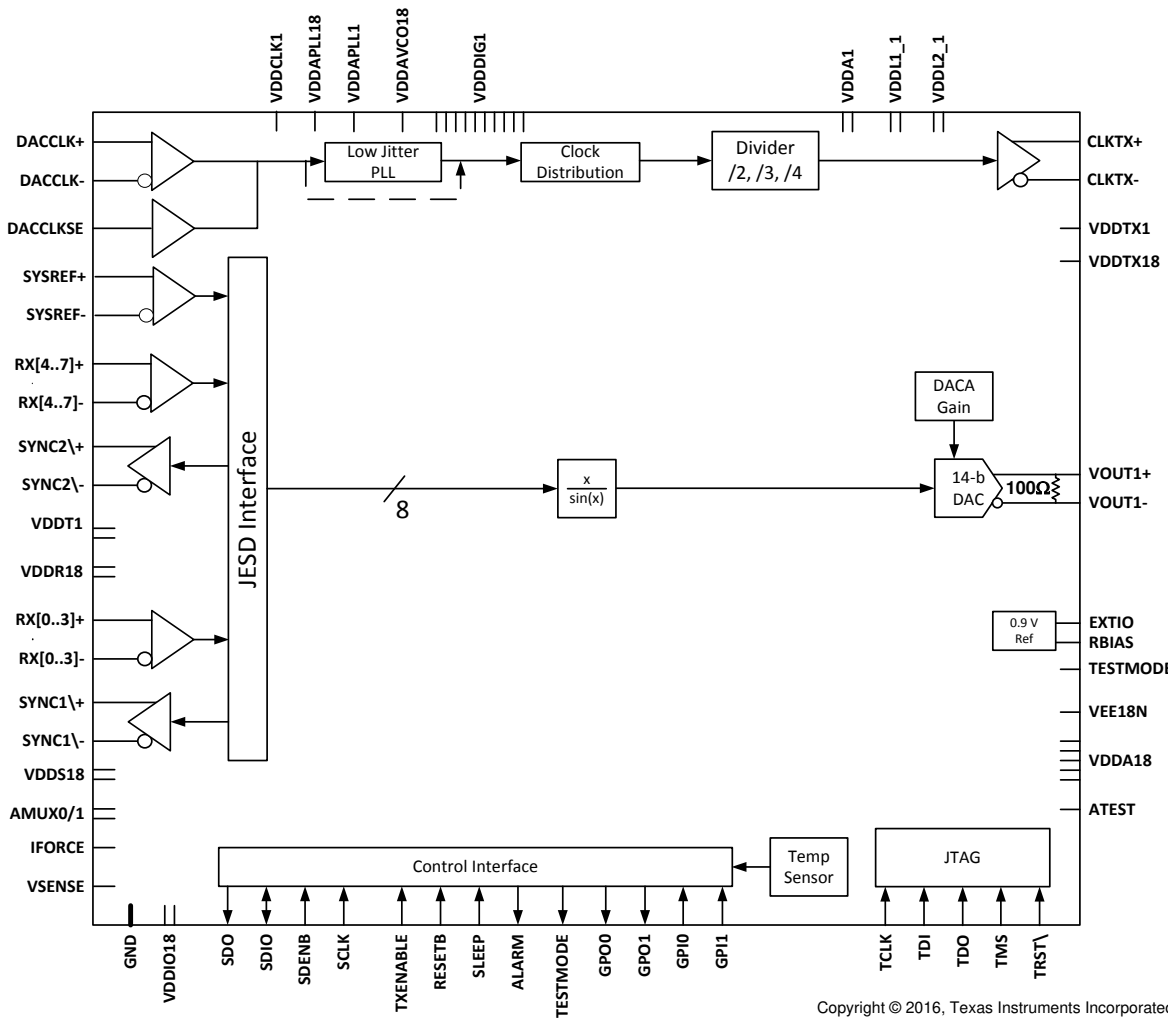 VDDCLK1
VDDAPLL18
VDDAPLL1
VDDAVCO18
VDDDIG1
VDDA1
VDDL1_1
VDDL2_1
DACCLK+
DACCLK-
DACCLKSE
Low Jitter
PLL
Clock
Distribution
Divider
/2, /3, /4
CLKTX+
CLKTX-
VDDTX1
VDDTX18
SYSREF+
SYSREF-
RX[4..7]+
RX[4..7]-
SYNC2\+
SYNC2\-
VDDT1
VDDR18
RX[0..3]+
RX[0..3]-
SYNC1\+
SYNC1\-
VDDS18
AMUX0/1
IFORCE
VSENSE
JESD Interface
8
x
sin(x)
DACA
Gain
14-b
DAC
100Ω
VOUT1+
VOUT1-
0.9 V
Ref
EXTIO
RBIAS
TESTMODE
VEE18N
VDDA18
ATEST
Control Interface
Temp
Sensor
JTAG
GND
VDDIO18
SDO
SDIO
SDENB
SCLK
TXENABLE
RESETB
SLEEP
ALARM
TESTMODE
GPO0
GPO1
GPI0
GPI1
TCLK
TDI
TDO
TMS
TRST\
Copyright © 2016, Texas Instruments Incorporated